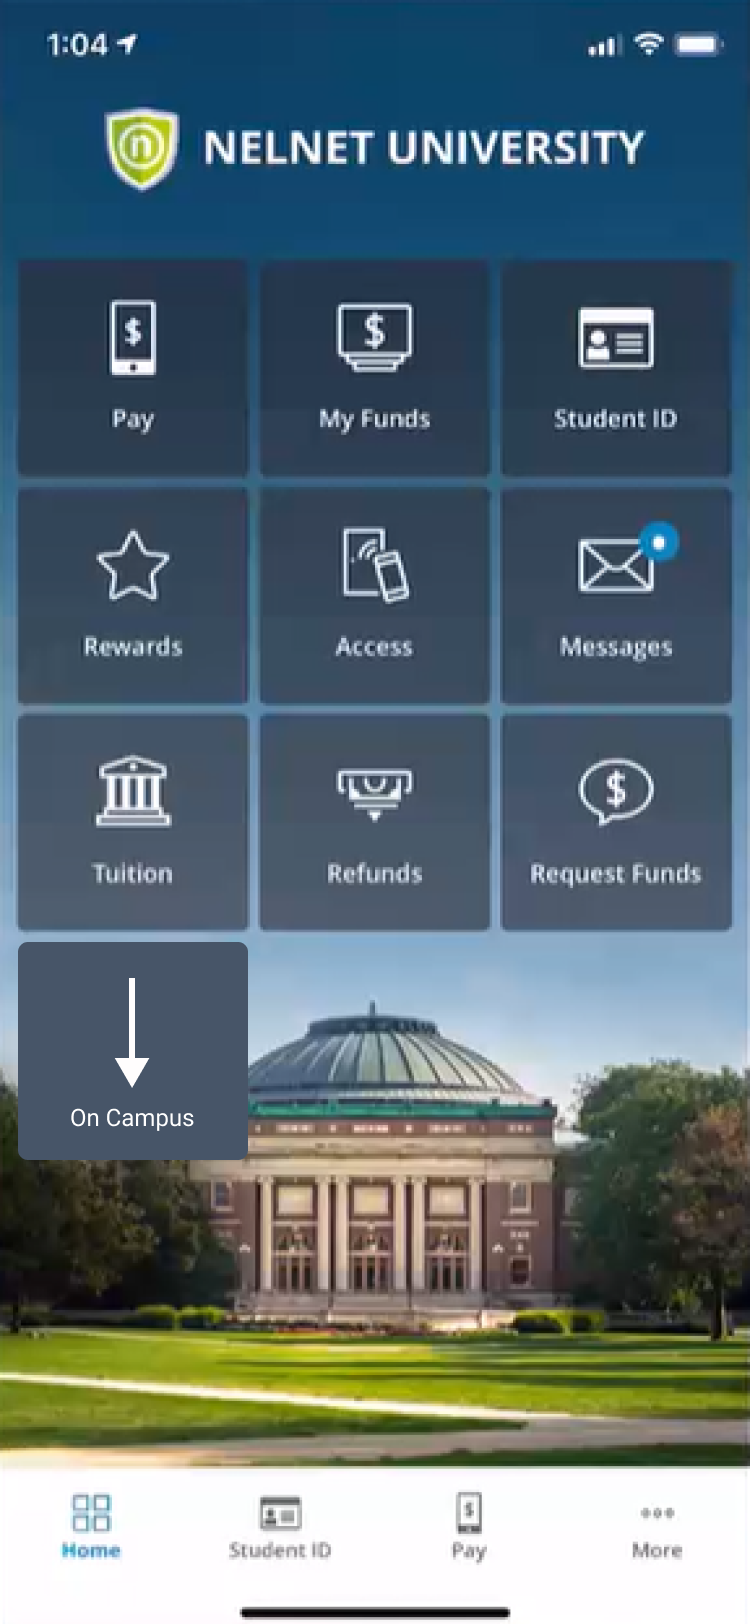 1:04
n NELNET UNIVERSITY
$ $
Pay My Funds Student ID
Rewards Access Messages
$
Tuition Refunds Request Funds
On Campus
$
Home Student ID Pay More